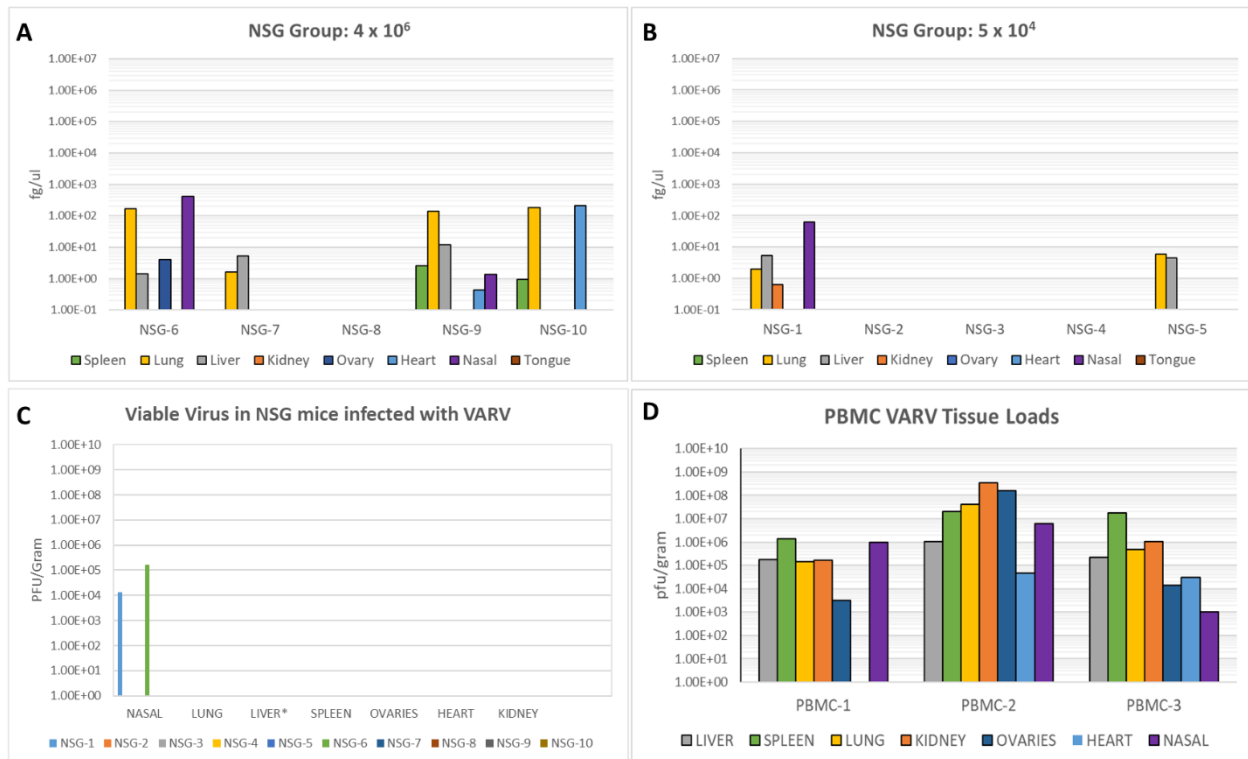 A
NSG Group: 4 x 10⁶
1.00E+07
1.00E+06
1.00E+05
1.00E+04
1.00E+03
1.00E+02
1.00E+01
1.00E+00
1.00E-01
fg/ul
NSG-6 NSG-7 NSG-8 NSG-9 NSG-10
Spleen Lung Liver Kidney Ovary Heart Nasal Tongue
B
NSG Group: 5 x 10⁴
1.00E+07
1.00E+06
1.00E+05
1.00E+04
1.00E+03
1.00E+02
1.00E+01
1.00E+00
1.00E-01
fg/ul
NSG-1 NSG-2 NSG-3 NSG-4 NSG-5
Spleen Lung Liver Kidney Ovary Heart Nasal Tongue
C
Viable Virus in NSG mice infected with VARV
1.00E+10
1.00E+09
1.00E+08
1.00E+07
1.00E+06
1.00E+05
1.00E+04
1.00E+03
1.00E+02
1.00E+01
1.00E+00
PFU/Gram
NASAL LUNG LIVER* SPLEEN OVARIES HEART KIDNEY
NSG-1 NSG-2 NSG-3 NSG-4 NSG-5 NSG-6 NSG-7 NSG-8 NSG-9 NSG-10
D
PBMC VARV Tissue Loads
1.00E+10
1.00E+09
1.00E+08
1.00E+07
1.00E+06
1.00E+05
1.00E+04
1.00E+03
1.00E+02
1.00E+01
1.00E+00
pfu/gram
PBMC-1 PBMC-2 PBMC-3
LIVER SPLEEN LUNG KIDNEY OVARIES HEART NASAL